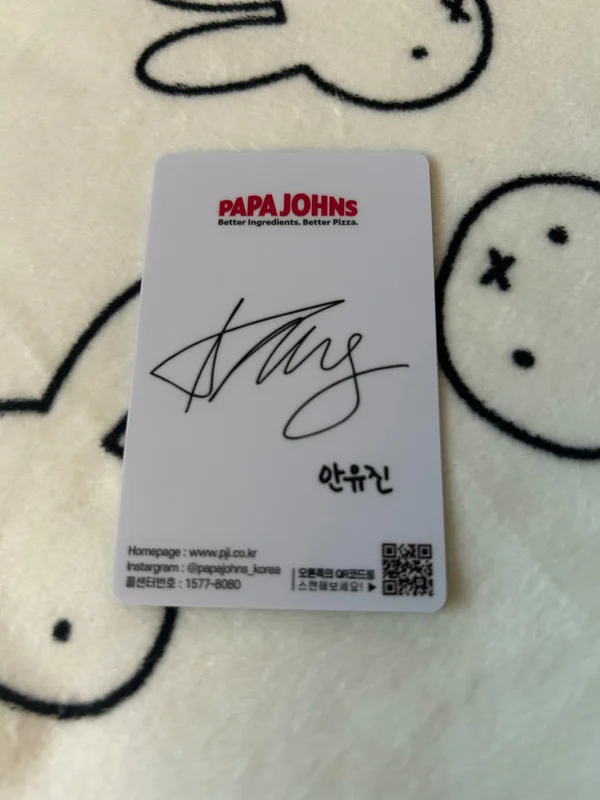 PAPA JOHNS
Better Ingredients. Better Pizza.
안유진
Homepage : www.pji.co.kr
Instargram : @papajohns_korea
콜센터번호 : 1577-8080
오른쪽의 QR코드를
스캔해보세요! ▶